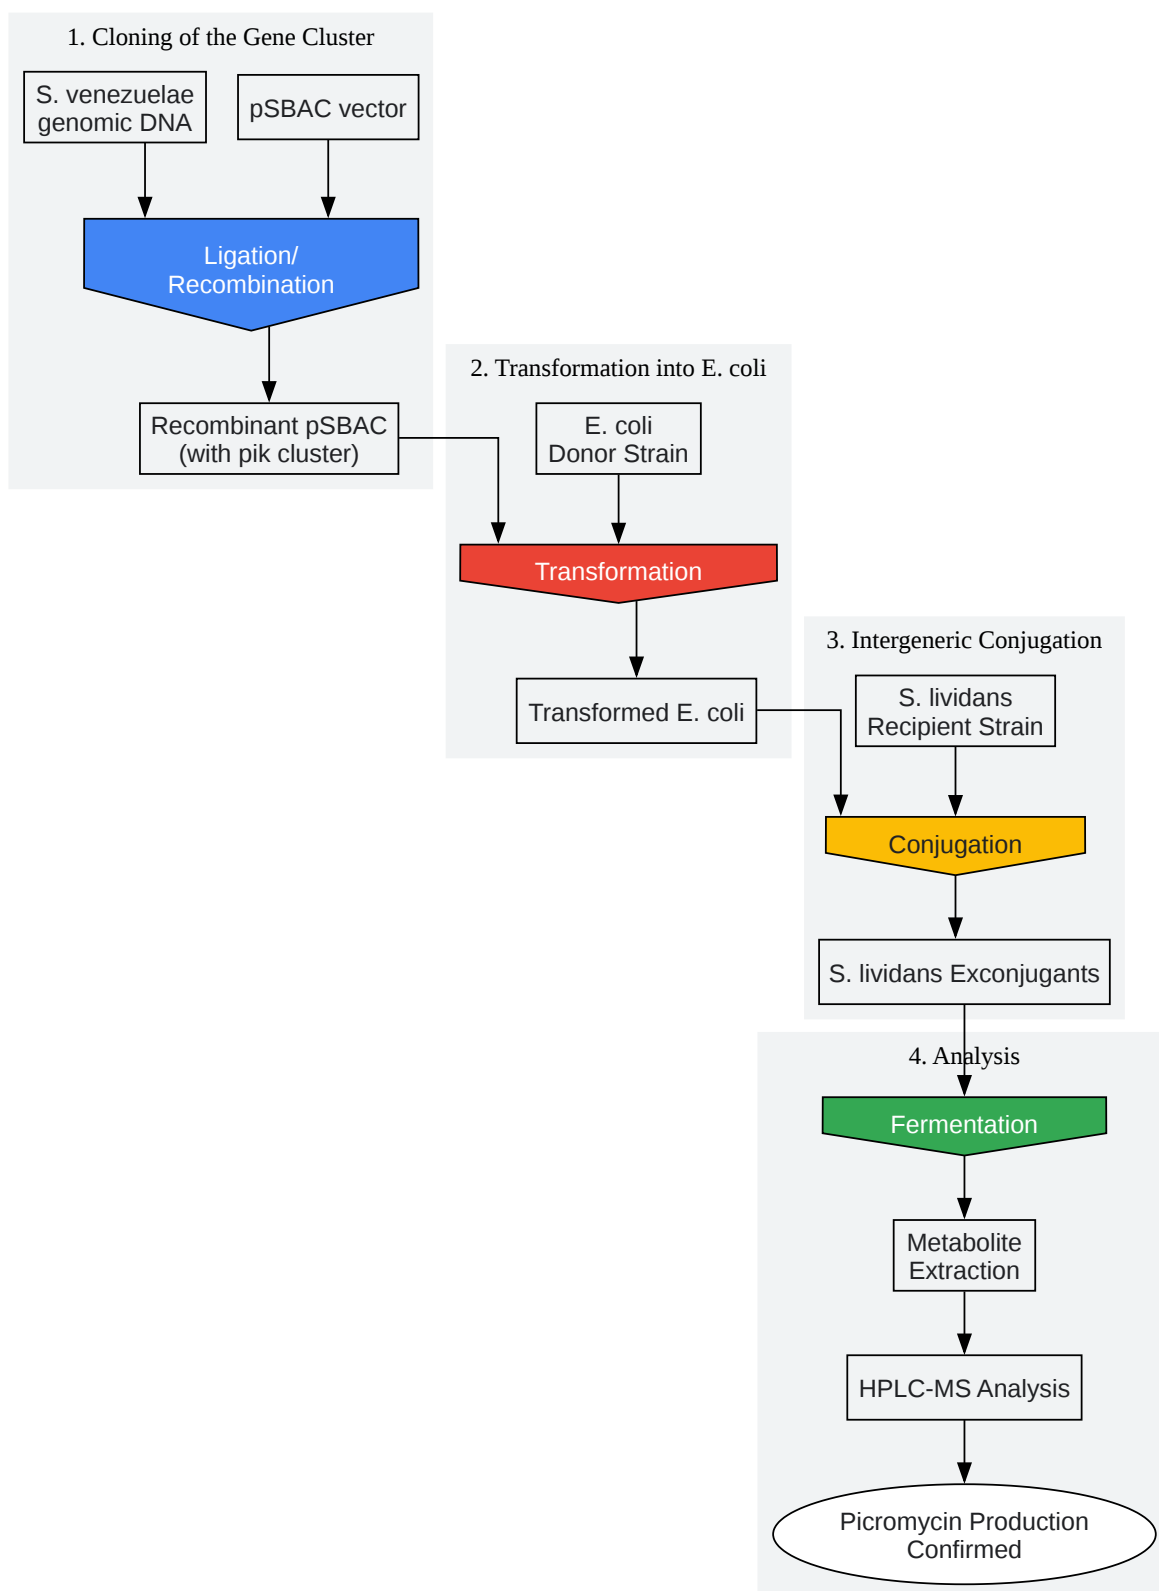 1. Cloning of the Gene Cluster
S. venezuelae
genomic DNA
pSBAC vector
Ligation/
Recombination
Recombinant pSBAC
(with pik cluster)
2. Transformation into E. coli
E. coli
Donor Strain
Transformation
Transformed E. coli
3. Intergeneric Conjugation
S. lividans
Recipient Strain
Conjugation
S. lividans Exconjugants
4. Analysis
Fermentation
Metabolite
Extraction
HPLC-MS Analysis
Picromycin Production
Confirmed